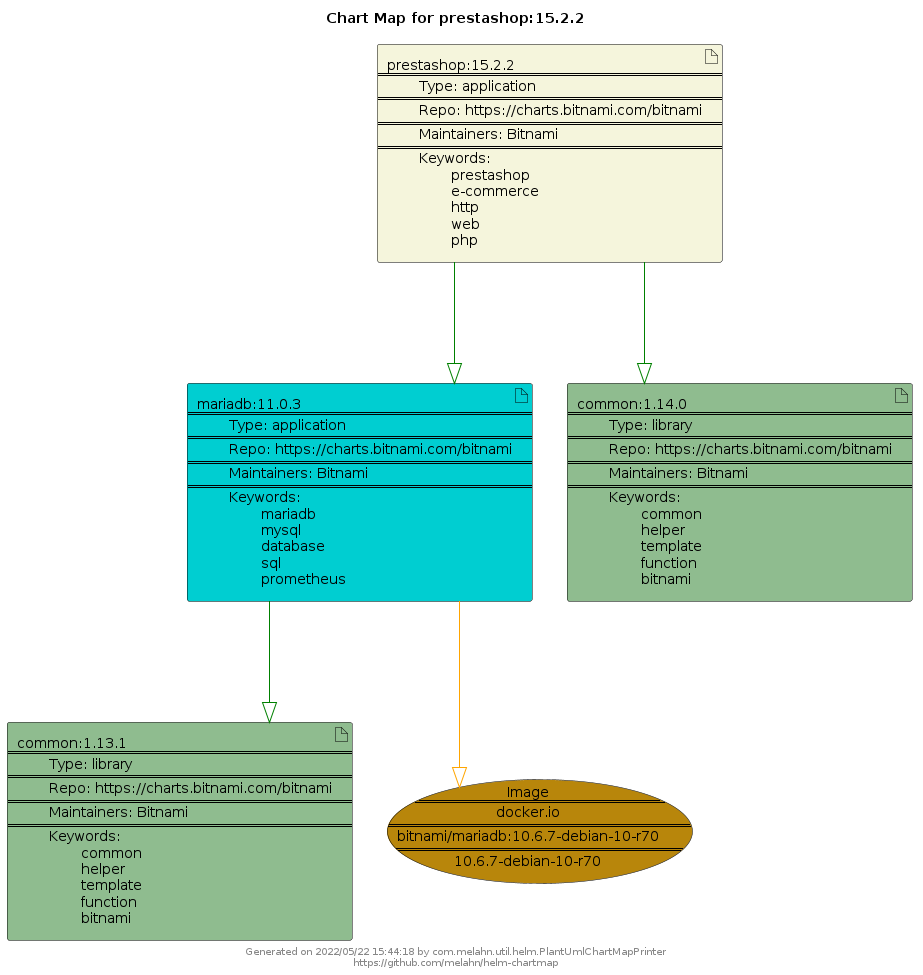 Chart Map for prestashop:15.2.2
prestashop:15.2.2
Type: application
Repo: https://charts.bitnami.com/bitnami
Maintainers: Bitnami
Keywords:
prestashop
e-commerce
http
web
php
mariadb:11.0.3
Type: application
Repo: https://charts.bitnami.com/bitnami
Maintainers: Bitnami
Keywords:
mariadb
mysql
database
sql
prometheus
common:1.14.0
Type: library
Repo: https://charts.bitnami.com/bitnami
Maintainers: Bitnami
Keywords:
common
helper
template
function
bitnami
common:1.13.1
Type: library
Repo: https://charts.bitnami.com/bitnami
Maintainers: Bitnami
Keywords:
common
helper
template
function
bitnami
Image
docker.io
bitnami/mariadb:10.6.7-debian-10-r70
10.6.7-debian-10-r70
Generated on 2022/05/22 15:44:18 by com.melahn.util.helm.PlantUmlChartMapPrinter
https://github.com/melahn/helm-chartmap